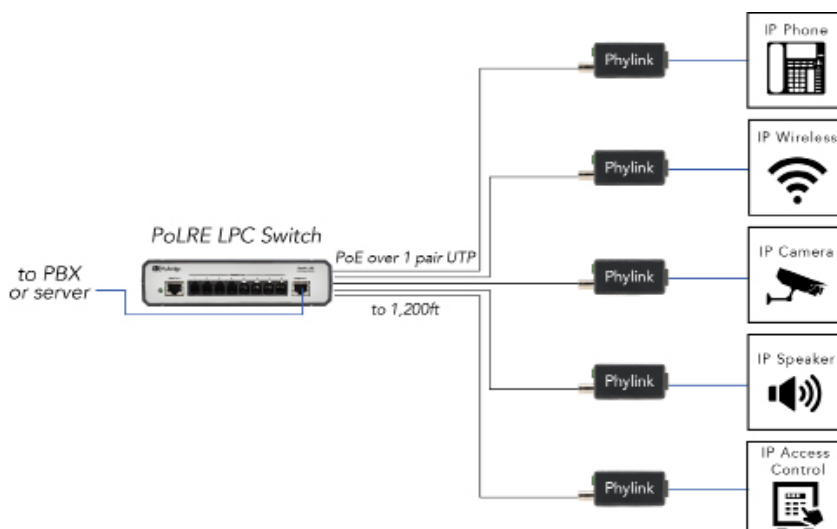 IP Phone
Phylink
IP Wireless
Phylink
PoLRE LPC Switch
PoE over 1 pair UTP
to PBX
or server
IP Camera
Phylink
to 1,200ft
IP Speaker
Phylink
IP Access
Control
Phylink